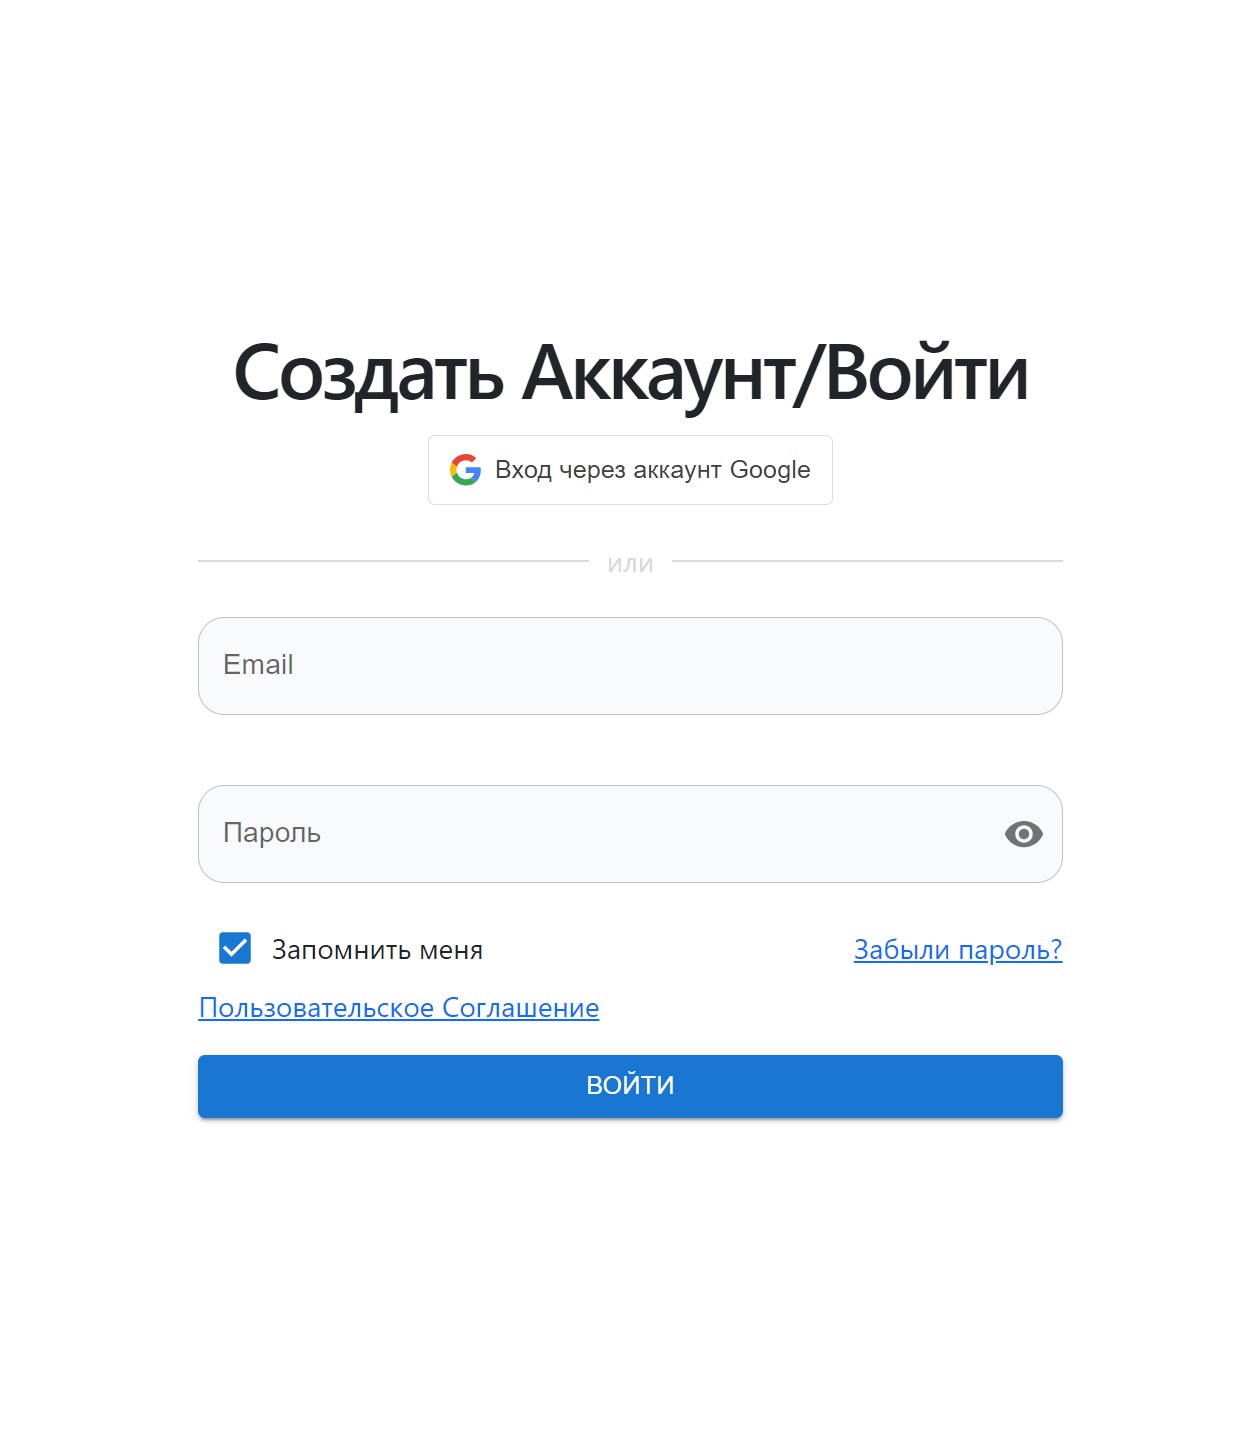 Создать Аккаунт/Войти
Вход через аккаунт Google
или
Email
Пароль
Запомнить меня
Забыли пароль?
Пользовательское Соглашение
ВОЙТИ